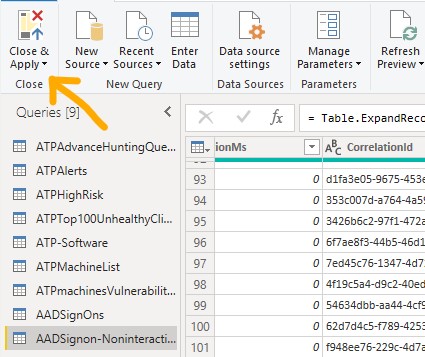 Close & Apply
New Source
Recent Sources
Enter Data
Data source settings
Manage Parameters
Refresh Preview
Close
New Query
Data Sources
Parameters
Queries [9]
= Table.ExpandReco
ATPAdvanceHuntingQue...
ATPAlerts
ATPHighRisk
ATPTop100UnhealthyCli...
ATP-Software
ATPMachineList
ATPmachinesVulnerabilit...
AADSignOns
AADSignon-Noninteracti...
ionMs
ABC CorrelationId
93 0 d1fa3e05-9675-453e
94 0 353c007d-a764-4a59
95 0 3426b6c2-97f1-472a
96 0 6f7ae8f3-44b5-46d1
97 0 7ed45c76-1347-4d7
98 0 4f19c5a4-d9c2-40ed
99 0 54634dbb-aa44-4cf9
100 0 62d7d4c5-f789-4253
101 0 f948ee76-229c-4d7a